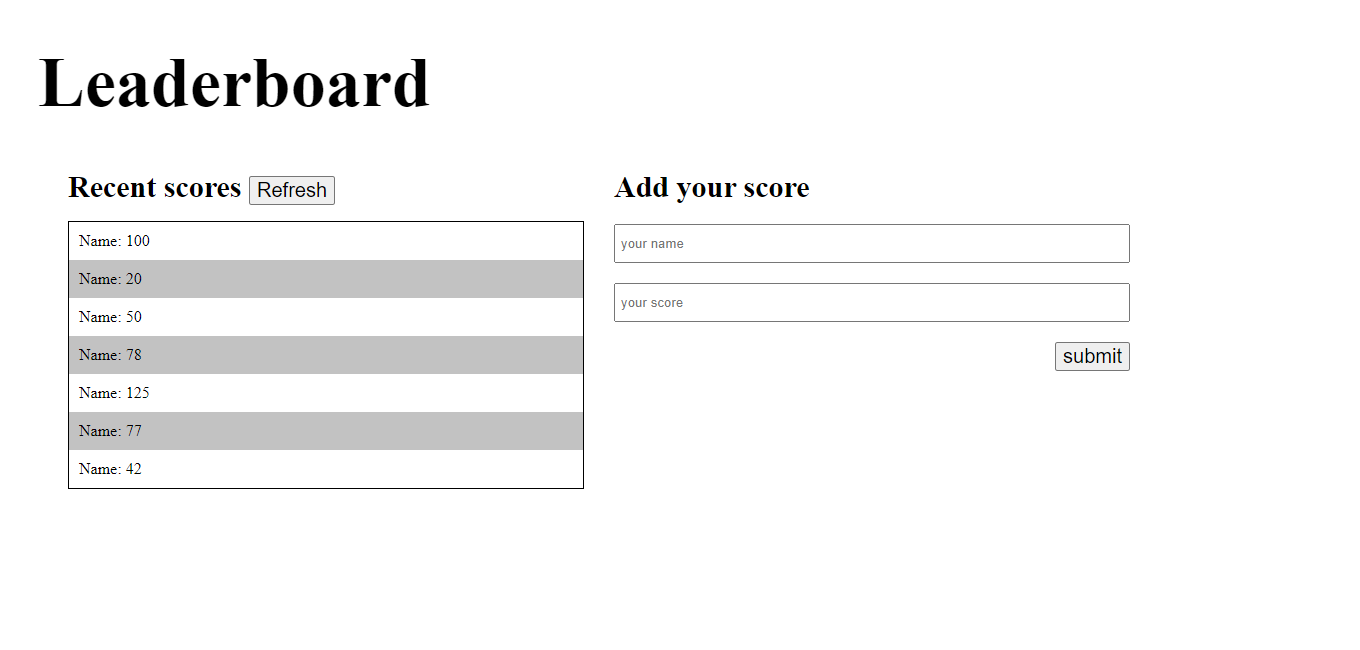 Leaderboard
Recent scores Refresh
Name: 100
Name: 20
Name: 50
Name: 78
Name: 125
Name: 77
Name: 42
Add your score
your name
your score
submit